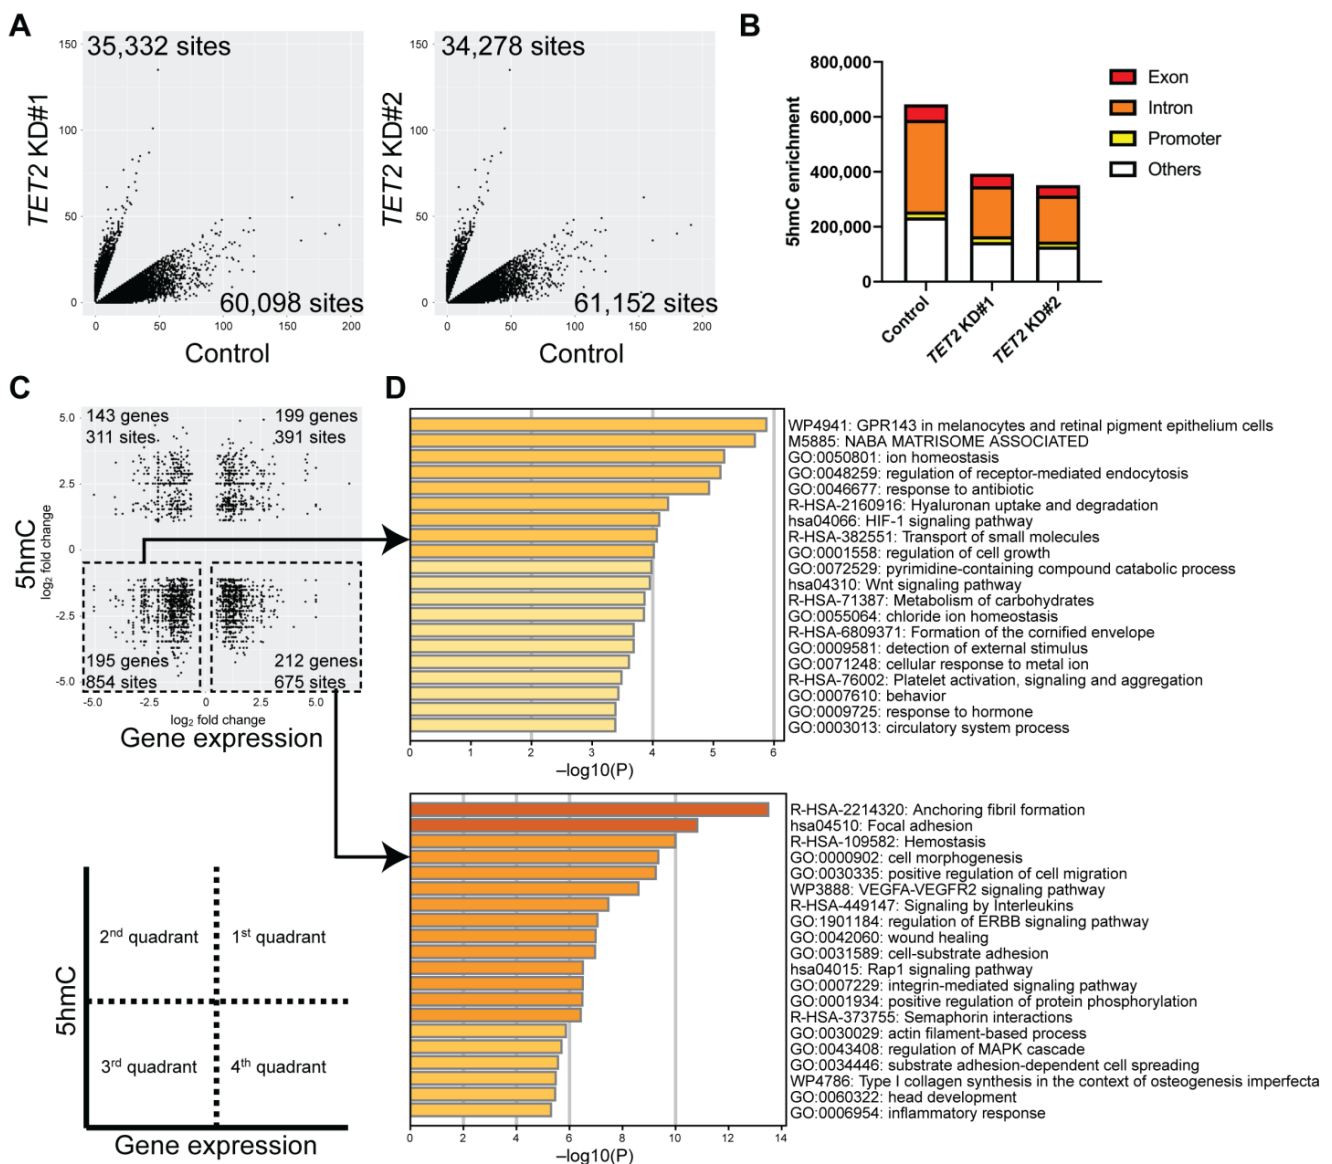 A
35,332 sites
150
100
50
0
TET2 KD#1
60,098 sites
0
50
100
150
200
Control
34,278 sites
150
100
50
0
TET2 KD#2
61,152 sites
0
50
100
150
200
Control
B
800,000
600,000
400,000
200,000
0
5hmC enrichment
Control
TET2 KD#1
TET2 KD#2
Exon
Intron
Promoter
Others
C
5hmC
log2 fold change
5.0
2.5
0
-2.5
-5.0
143 genes
311 sites
199 genes
391 sites
195 genes
854 sites
212 genes
675 sites
-5.0
-2.5
0
2.5
5.0
log2 fold change
Gene expression
5hmC
2nd quadrant
1st quadrant
3rd quadrant
4th quadrant
Gene expression
D
WP4941: GPR143 in melanocytes and retinal pigment epithelium cells
M5885: NABA MATRISOME ASSOCIATED
GO:0050801: ion homeostasis
GO:0048259: regulation of receptor-mediated endocytosis
GO:0046677: response to antibiotic
R-HSA-2160916: Hyaluronan uptake and degradation
hsa04066: HIF-1 signaling pathway
R-HSA-382551: Transport of small molecules
GO:0001558: regulation of cell growth
GO:0072529: pyrimidine-containing compound catabolic process
hsa04310: Wnt signaling pathway
R-HSA-71387: Metabolism of carbohydrates
GO:0055064: chloride ion homeostasis
R-HSA-6809371: Formation of the cornified envelope
GO:0009581: detection of external stimulus
GO:0071248: cellular response to metal ion
R-HSA-76002: Platelet activation, signaling and aggregation
GO:0007610: behavior
GO:0009725: response to hormone
GO:0003013: circulatory system process
0
1
2
3
4
5
6
–log10(P)
R-HSA-2214320: Anchoring fibril formation
hsa04510: Focal adhesion
R-HSA-109582: Hemostasis
GO:0000902: cell morphogenesis
GO:0030335: positive regulation of cell migration
WP3888: VEGFA-VEGFR2 signaling pathway
R-HSA-449147: Signaling by Interleukins
GO:1901184: regulation of ERBB signaling pathway
GO:0042060: wound healing
GO:0031589: cell-substrate adhesion
hsa04015: Rap1 signaling pathway
GO:0007229: integrin-mediated signaling pathway
GO:0001934: positive regulation of protein phosphorylation
R-HSA-373755: Semaphorin interactions
GO:0030029: actin filament-based process
GO:0043408: regulation of MAPK cascade
GO:0034446: substrate adhesion-dependent cell spreading
WP4786: Type I collagen synthesis in the context of osteogenesis imperfecta
GO:0060322: head development
GO:0006954: inflammatory response
0
2
4
6
8
10
12
14
–log10(P)